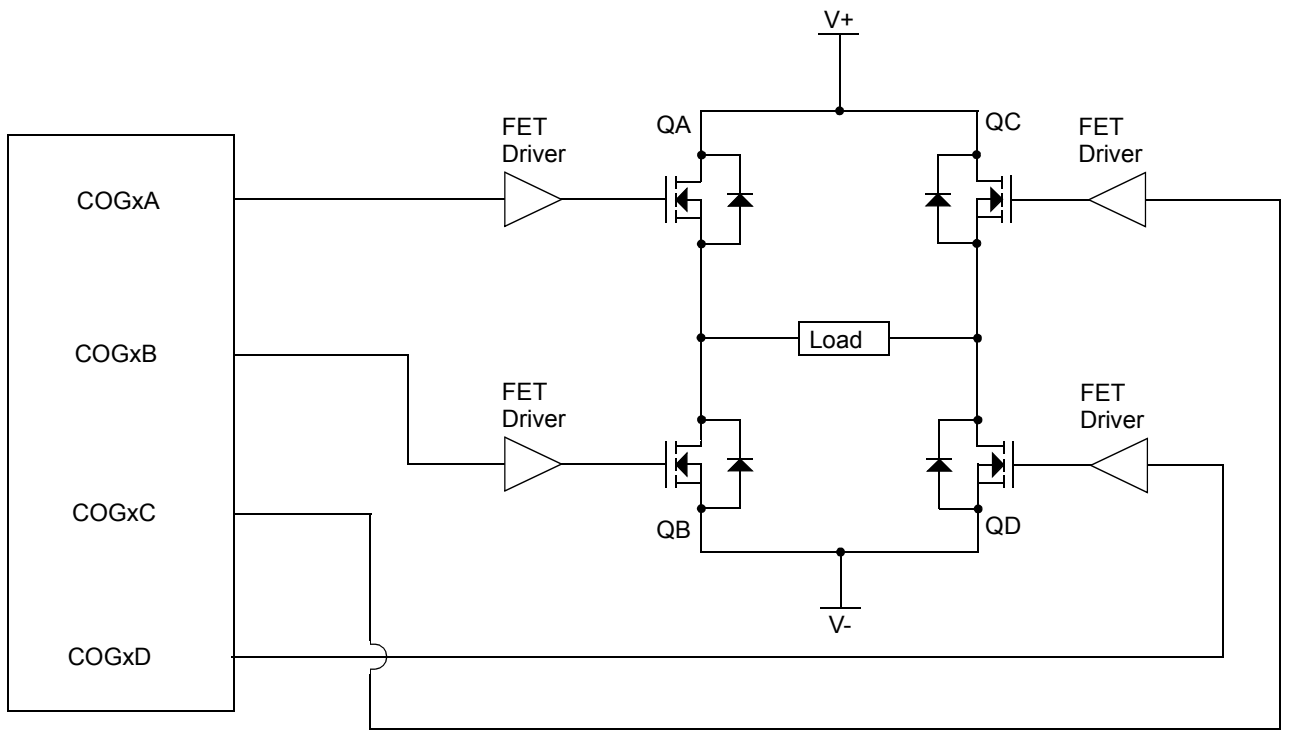 V+
QA
QC
FET
Driver
FET
Driver
COGxA
COGxB
Load
FET
Driver
FET
Driver
COGxC
QB
QD
V-
COGxD